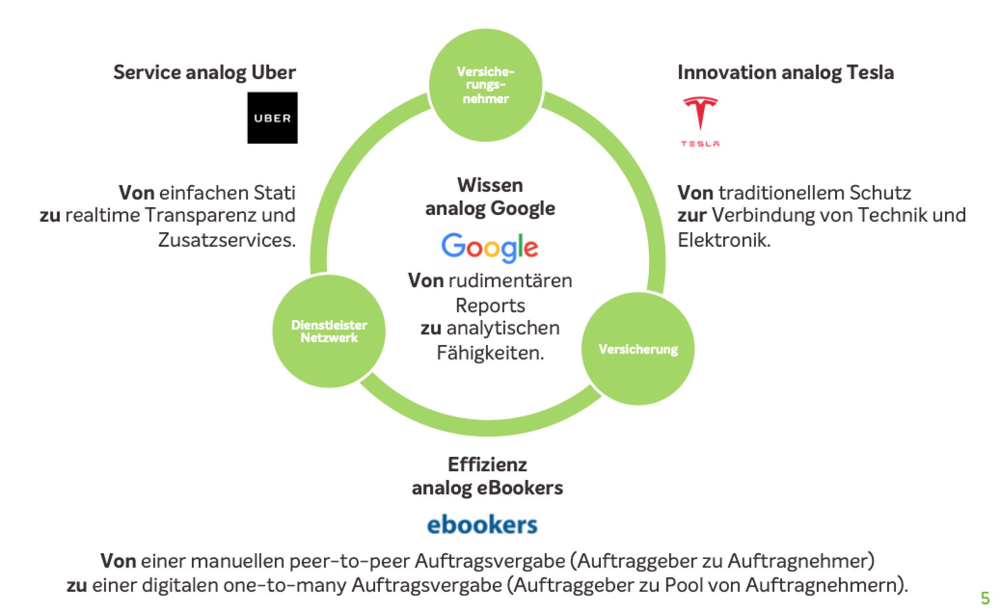 Service analog Uber
UBER
Von einfachen Stati
zu realtime Transparenz und
Zusatzservices.
Versiche-
rungs-
nehmer
Innovation analog Tesla
TESLA
Von traditionellem Schutz
zur Verbindung von Technik und
Elektronik.
Wissen
analog Google
Google
Von rudimentären
Reports
zu analytischen
Fähigkeiten.
Dienstleister
Netzwerk
Versicherung
Effizienz
analog eBookers
ebookers
Von einer manuellen peer-to-peer Auftragsvergabe (Auftraggeber zu Auftragnehmer)
zu einer digitalen one-to-many Auftragsvergabe (Auftraggeber zu Pool von Auftragnehmern).
5